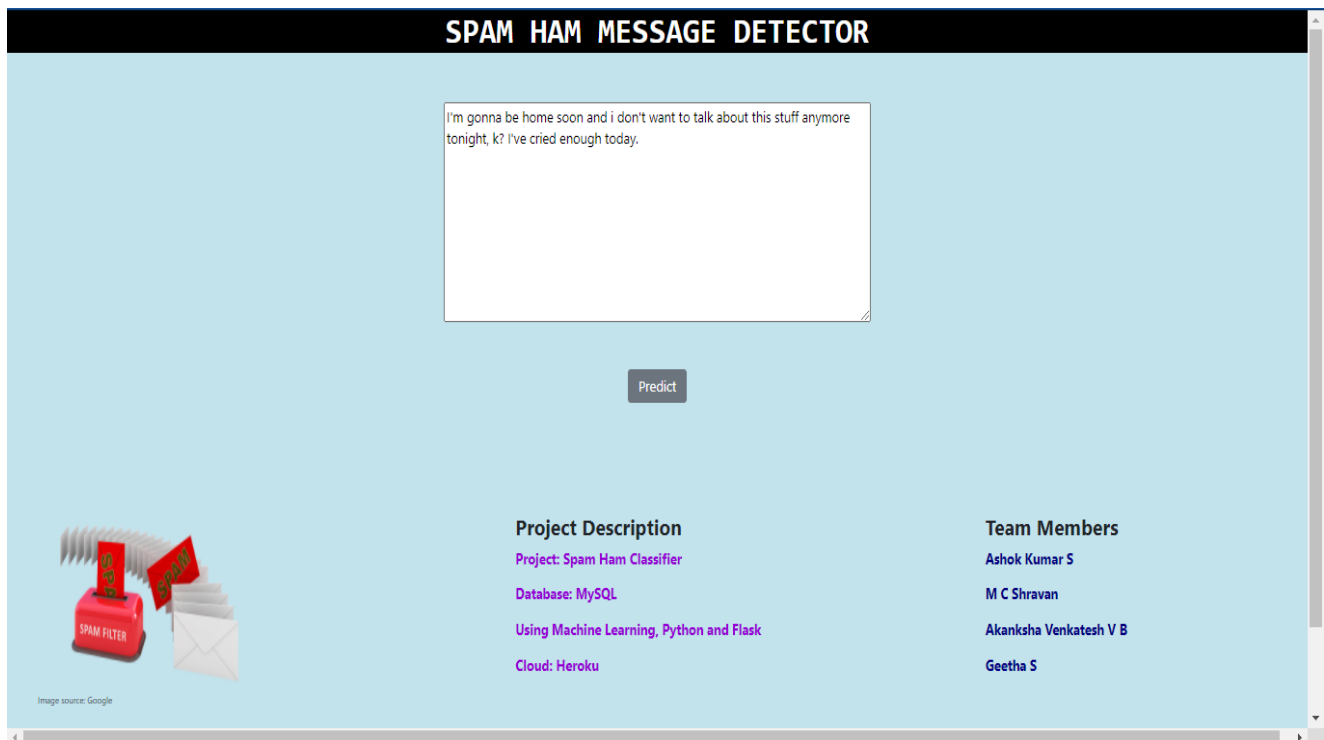 SPAM HAM MESSAGE DETECTOR
I'm gonna be home soon and i don't want to talk about this stuff anymore
tonight, k? I've cried enough today.
Predict
SPAM
SPAM
SPAM FILTER
Image source: Google
Project Description
Project: Spam Ham Classifier
Database: MySQL
Using Machine Learning, Python and Flask
Cloud: Heroku
Team Members
Ashok Kumar S
M C Shravan
Akanksha Venkatesh V B
Geetha S